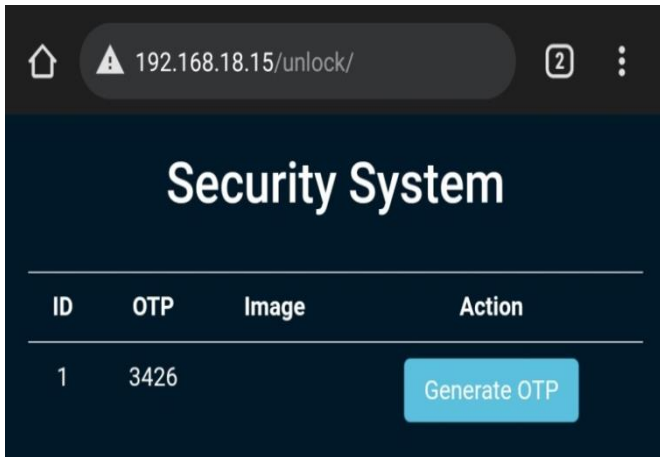 192.168.18.15/unlock/ 2
Security System
ID OTP Image Action
1 3426 Generate OTP